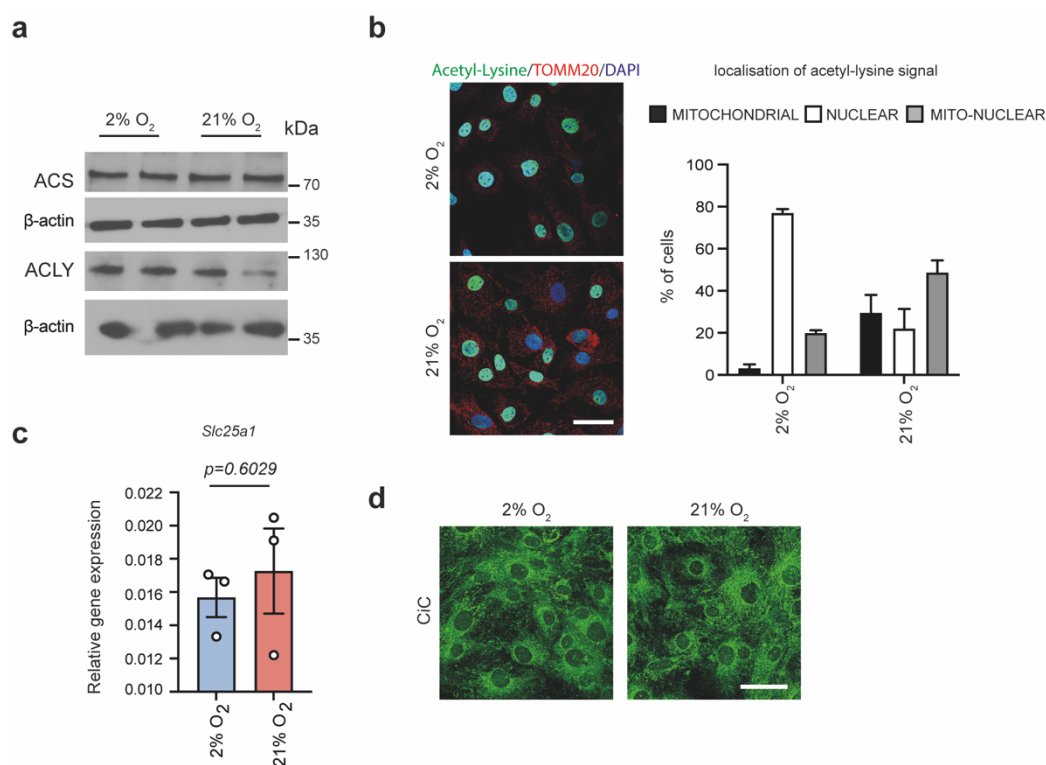 a
2% O2
21% O2
kDa
ACS
70
β-actin
35
130
ACLY
β-actin
35
b
Acetyl-Lysine/TOMM20/DAPI
2% O2
21% O2
localisation of acetyl-lysine signal
MITOCHONDRIAL
NUCLEAR
MITO-NUCLEAR
% of cells
80
60
40
20
0
2% O2
21% O2
c
Slc25a1
p=0.6029
Relative gene expression
0.022
0.020
0.018
0.016
0.014
0.012
0.010
2% O2
21% O2
d
2% O2
21% O2
CiC